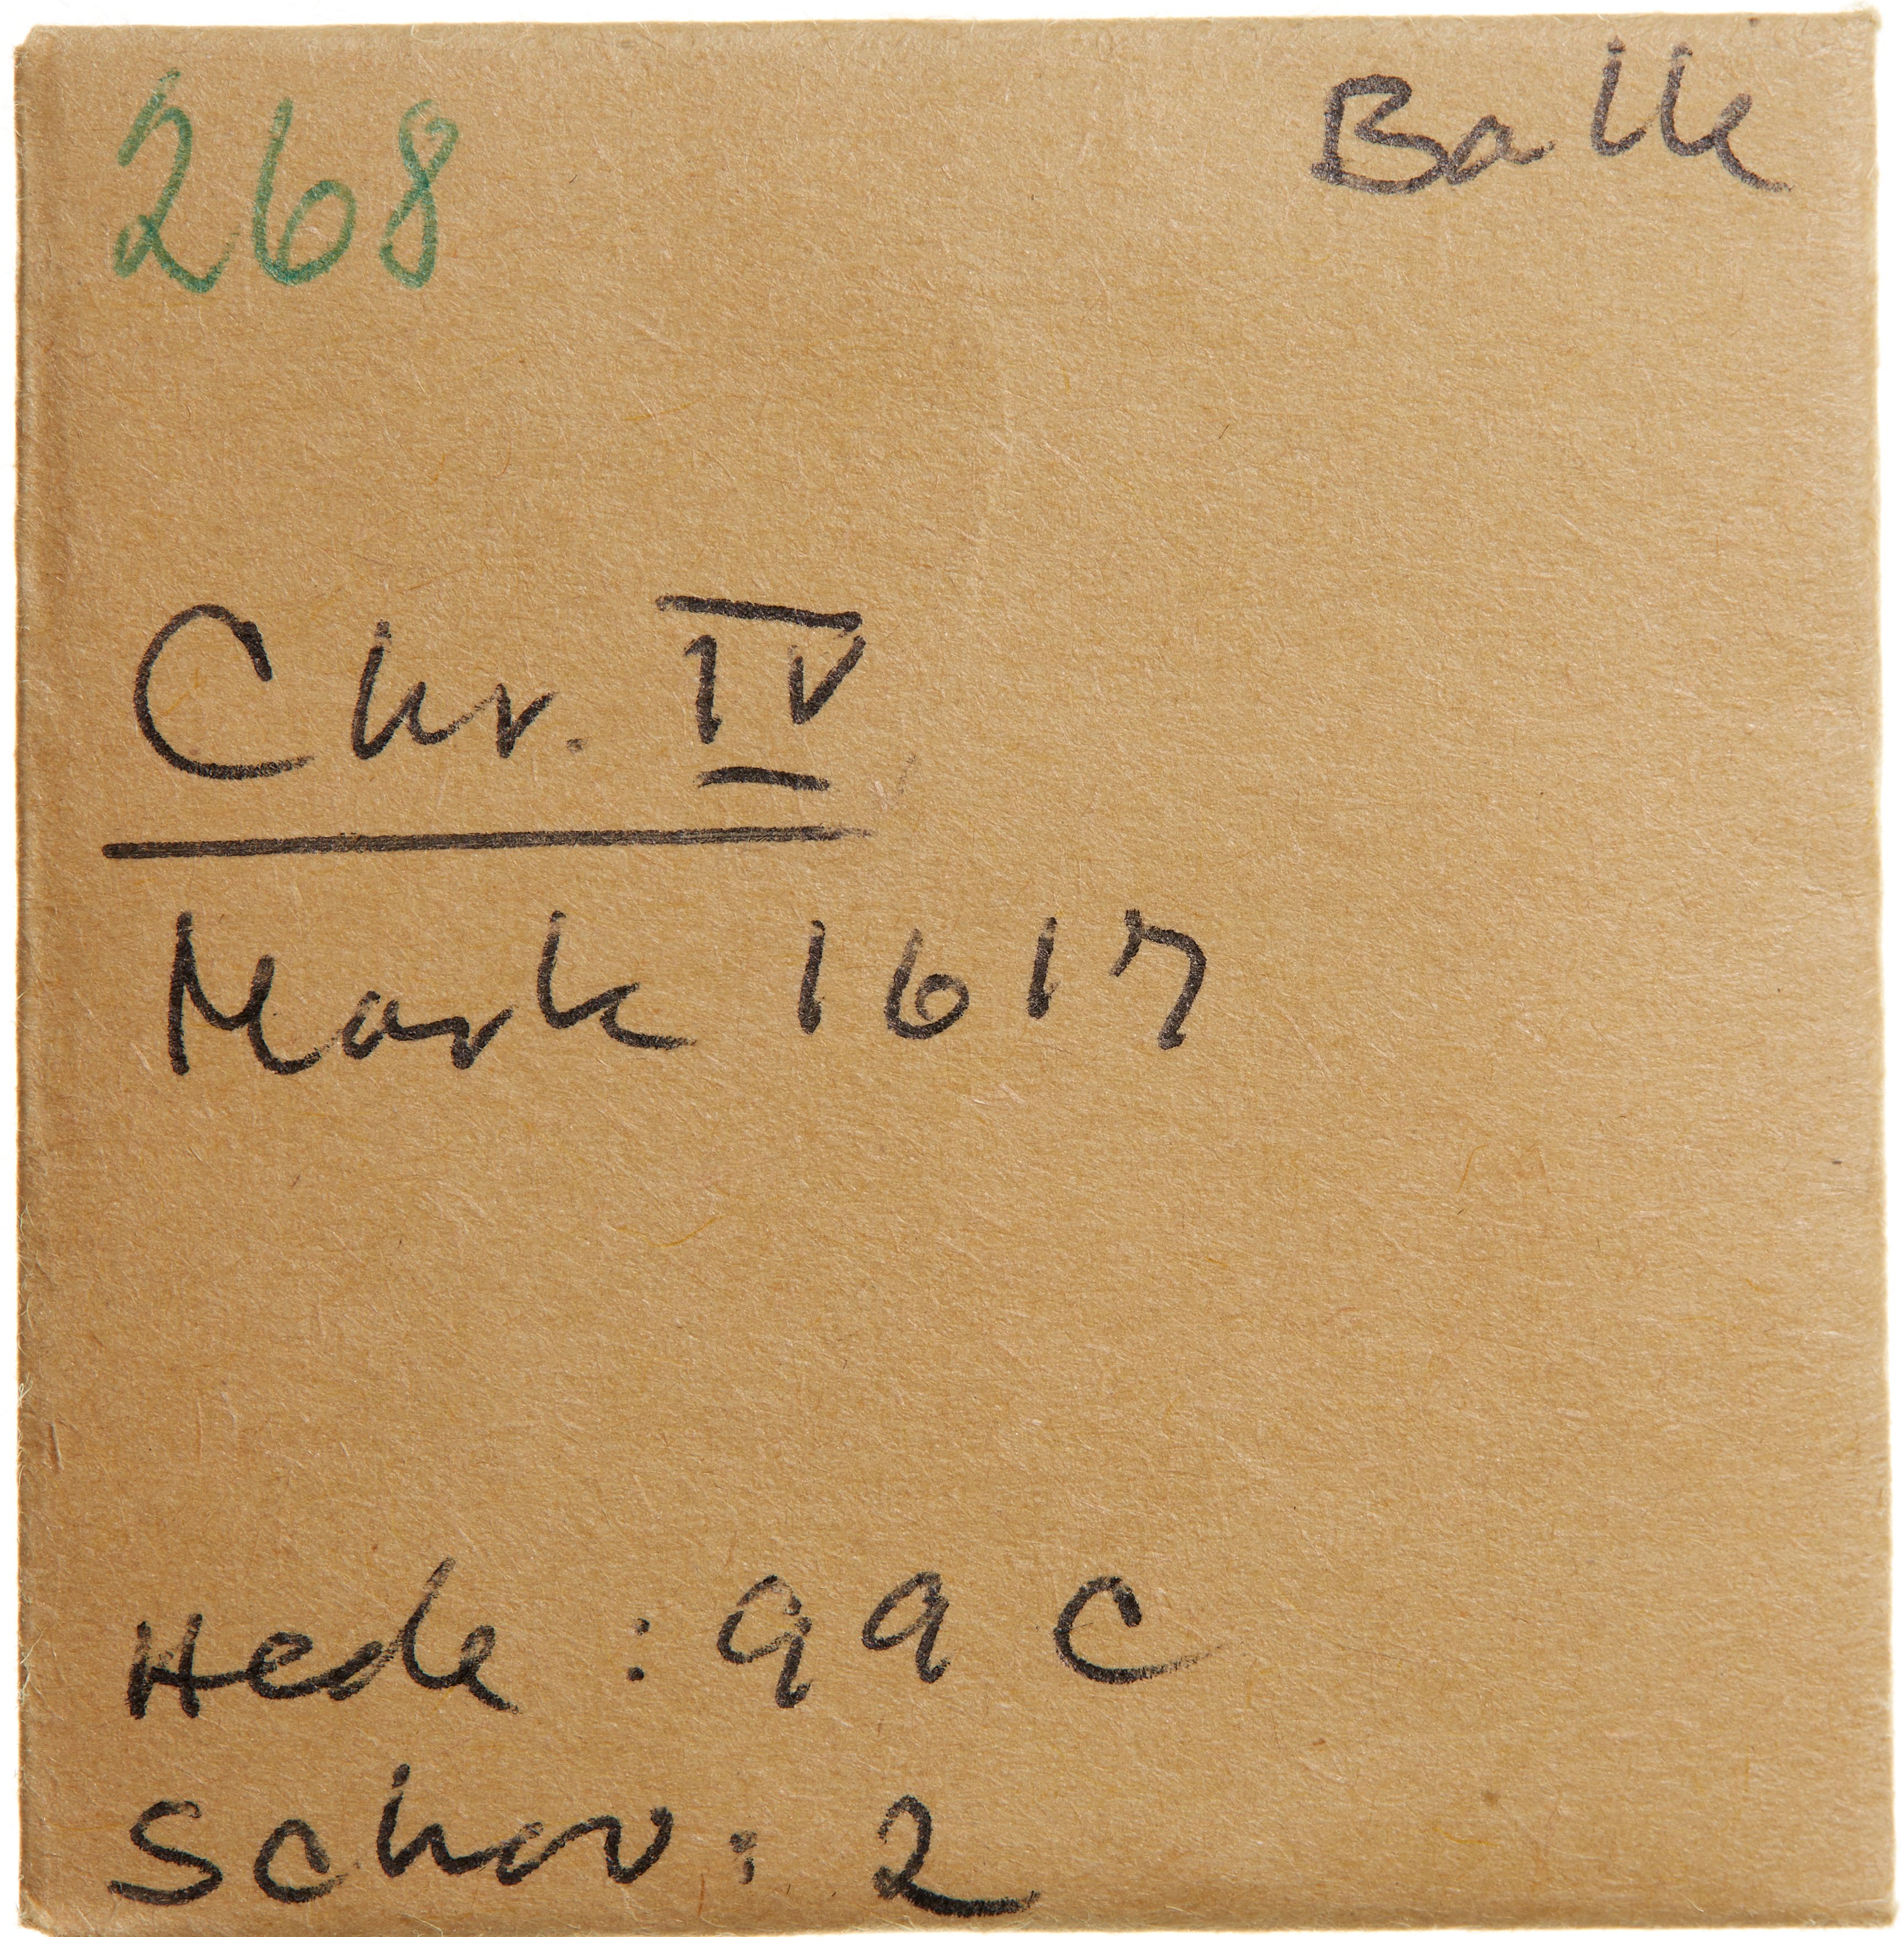 268
Balle
Chr. IV
Mark 1617
Hede : 99 C
Schou : 2